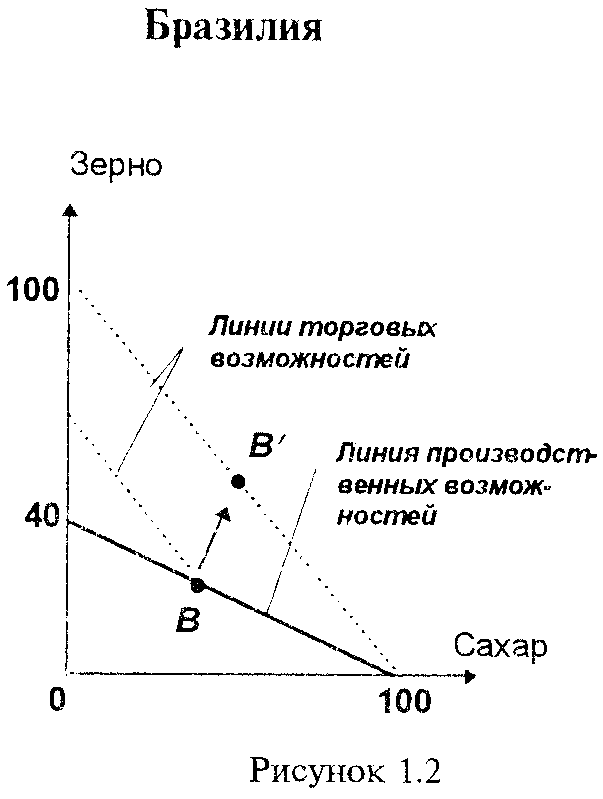 Бразилия
Зерно
100
Линии торговых
возможностей
B′
Линия производст-
венных возмож-
ностей
40
B
Сахар
0
100
Рисунок 1.2